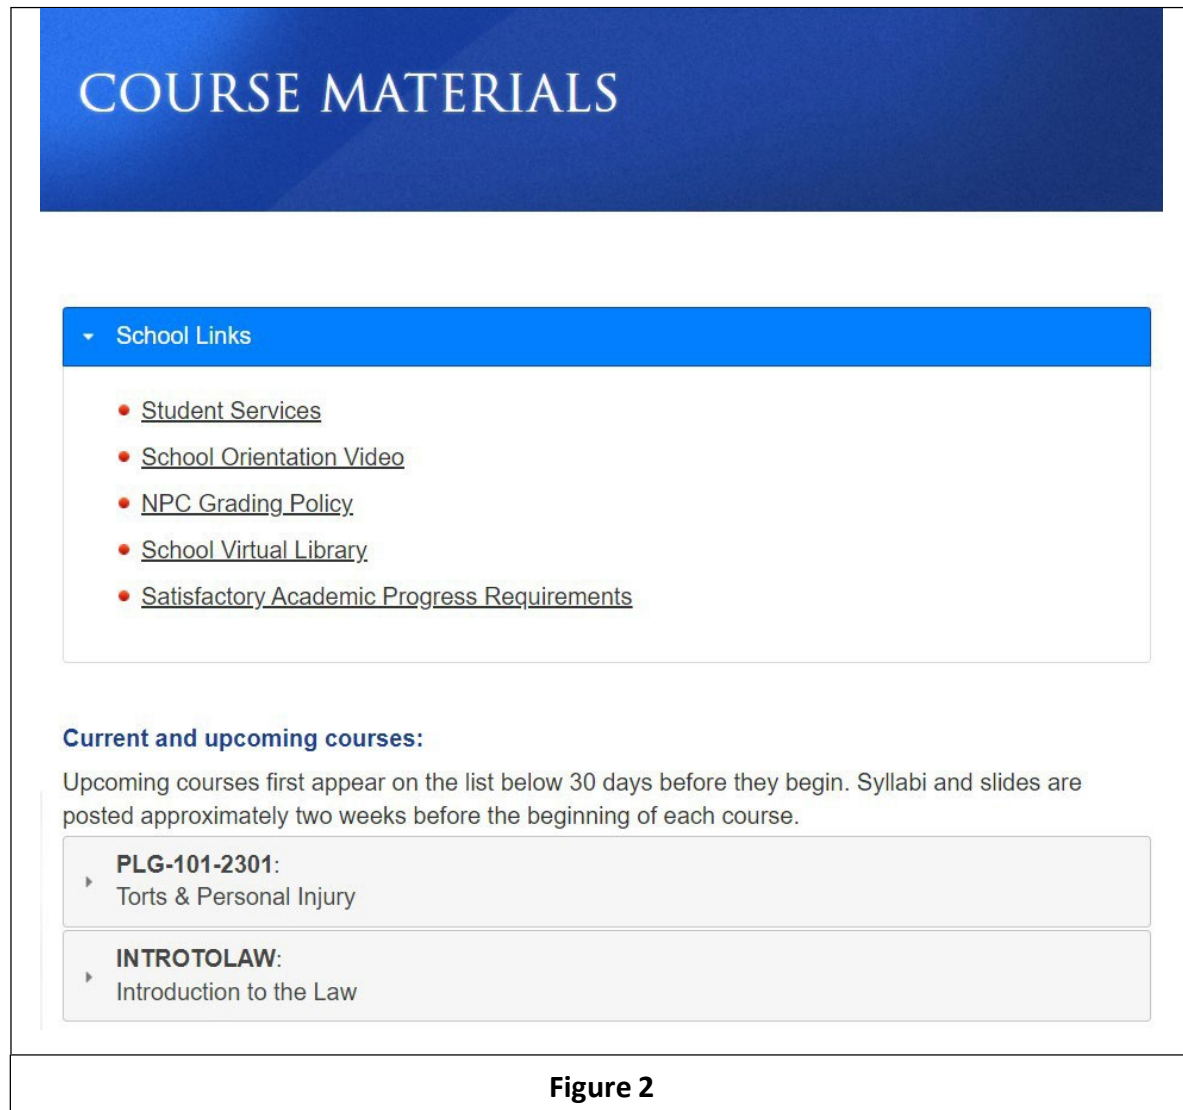 COURSE MATERIALS
School Links
Student Services
School Orientation Video
NPC Grading Policy
School Virtual Library
Satisfactory Academic Progress Requirements
Current and upcoming courses:
Upcoming courses first appear on the list below 30 days before they begin. Syllabi and slides are
posted approximately two weeks before the beginning of each course.
PLG-101-2301:
Torts & Personal Injury
INTROTOLAW:
Introduction to the Law
Figure 2